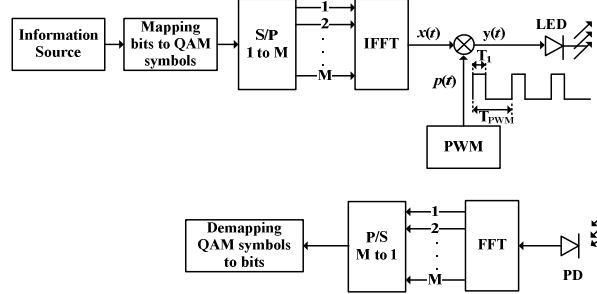 Information
Source
Mapping
bits to QAM
symbols
S/P
1 to M
1
2
M
IFFT
x(t)
y(t)
p(t)
LED
T1
TPWM
PWM
Demapping
QAM symbols
to bits
P/S
M to 1
1
2
M
FFT
PD